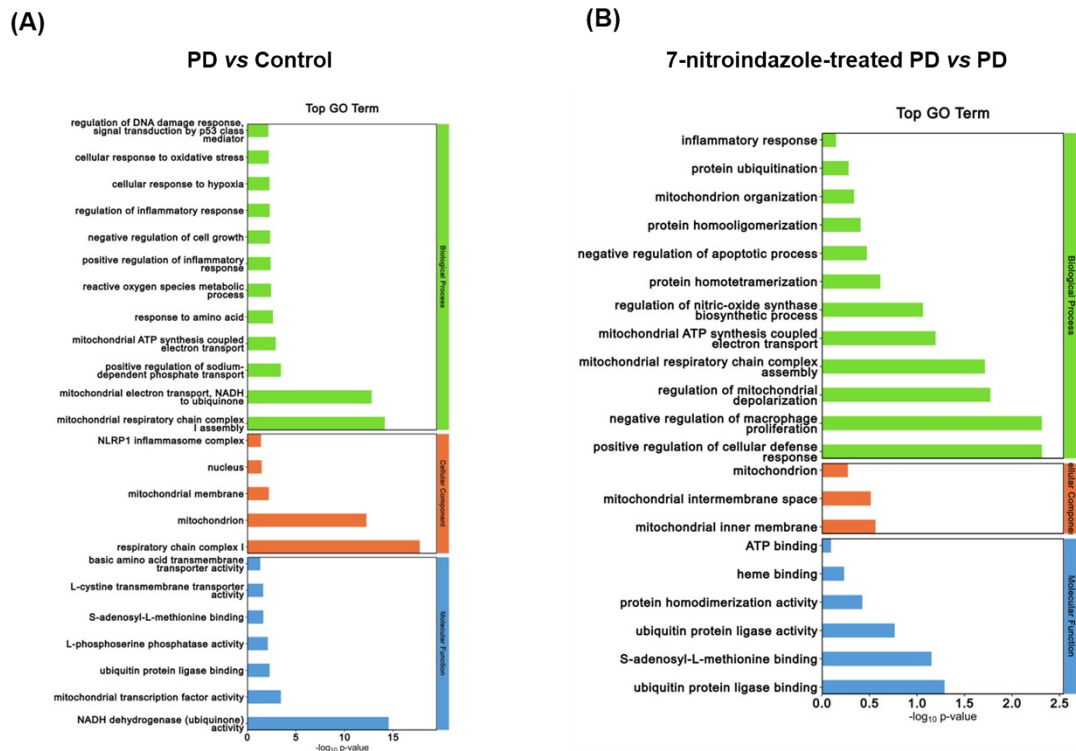 (A)
PD vs Control
Top GO Term
regulation of DNA damage response,
signal transduction by p53 class
mediator
cellular response to oxidative stress
cellular response to hypoxia
regulation of inflammatory response
negative regulation of cell growth
positive regulation of inflammatory
response
reactive oxygen species metabolic
process
response to amino acid
mitochondrial ATP synthesis coupled
electron transport
positive regulation of sodium-
dependent phosphate transport
mitochondrial electron transport, NADH
to ubiquinone
mitochondrial respiratory chain complex
I assembly
Biological Process
NLRP1 inflammasome complex
nucleus
mitochondrial membrane
mitochondrion
respiratory chain complex I
Cellular Component
basic amino acid transmembrane
transporter activity
L-cystine transmembrane transporter
activity
S-adenosyl-L-methionine binding
L-phosphoserine phosphatase activity
ubiquitin protein ligase binding
mitochondrial transcription factor activity
NADH dehydrogenase (ubiquinone)
activity
Molecular Function
0 5 10 15
-log10 p-value
(B)
7-nitroindazole-treated PD vs PD
Top GO Term
inflammatory response
protein ubiquitination
mitochondrion organization
protein homooligomerization
negative regulation of apoptotic process
protein homotetramerization
regulation of nitric-oxide synthase
biosynthetic process
mitochondrial ATP synthesis coupled
electron transport
mitochondrial respiratory chain complex
assembly
regulation of mitochondrial
depolarization
negative regulation of macrophage
proliferation
positive regulation of cellular defense
response
Biological Process
mitochondrion
mitochondrial intermembrane space
mitochondrial inner membrane
ellular Componen
ATP binding
heme binding
protein homodimerization activity
ubiquitin protein ligase activity
S-adenosyl-L-methionine binding
ubiquitin protein ligase binding
Molecular Function
0.0 0.5 1.0 1.5 2.0 2.5
-log10 p-value